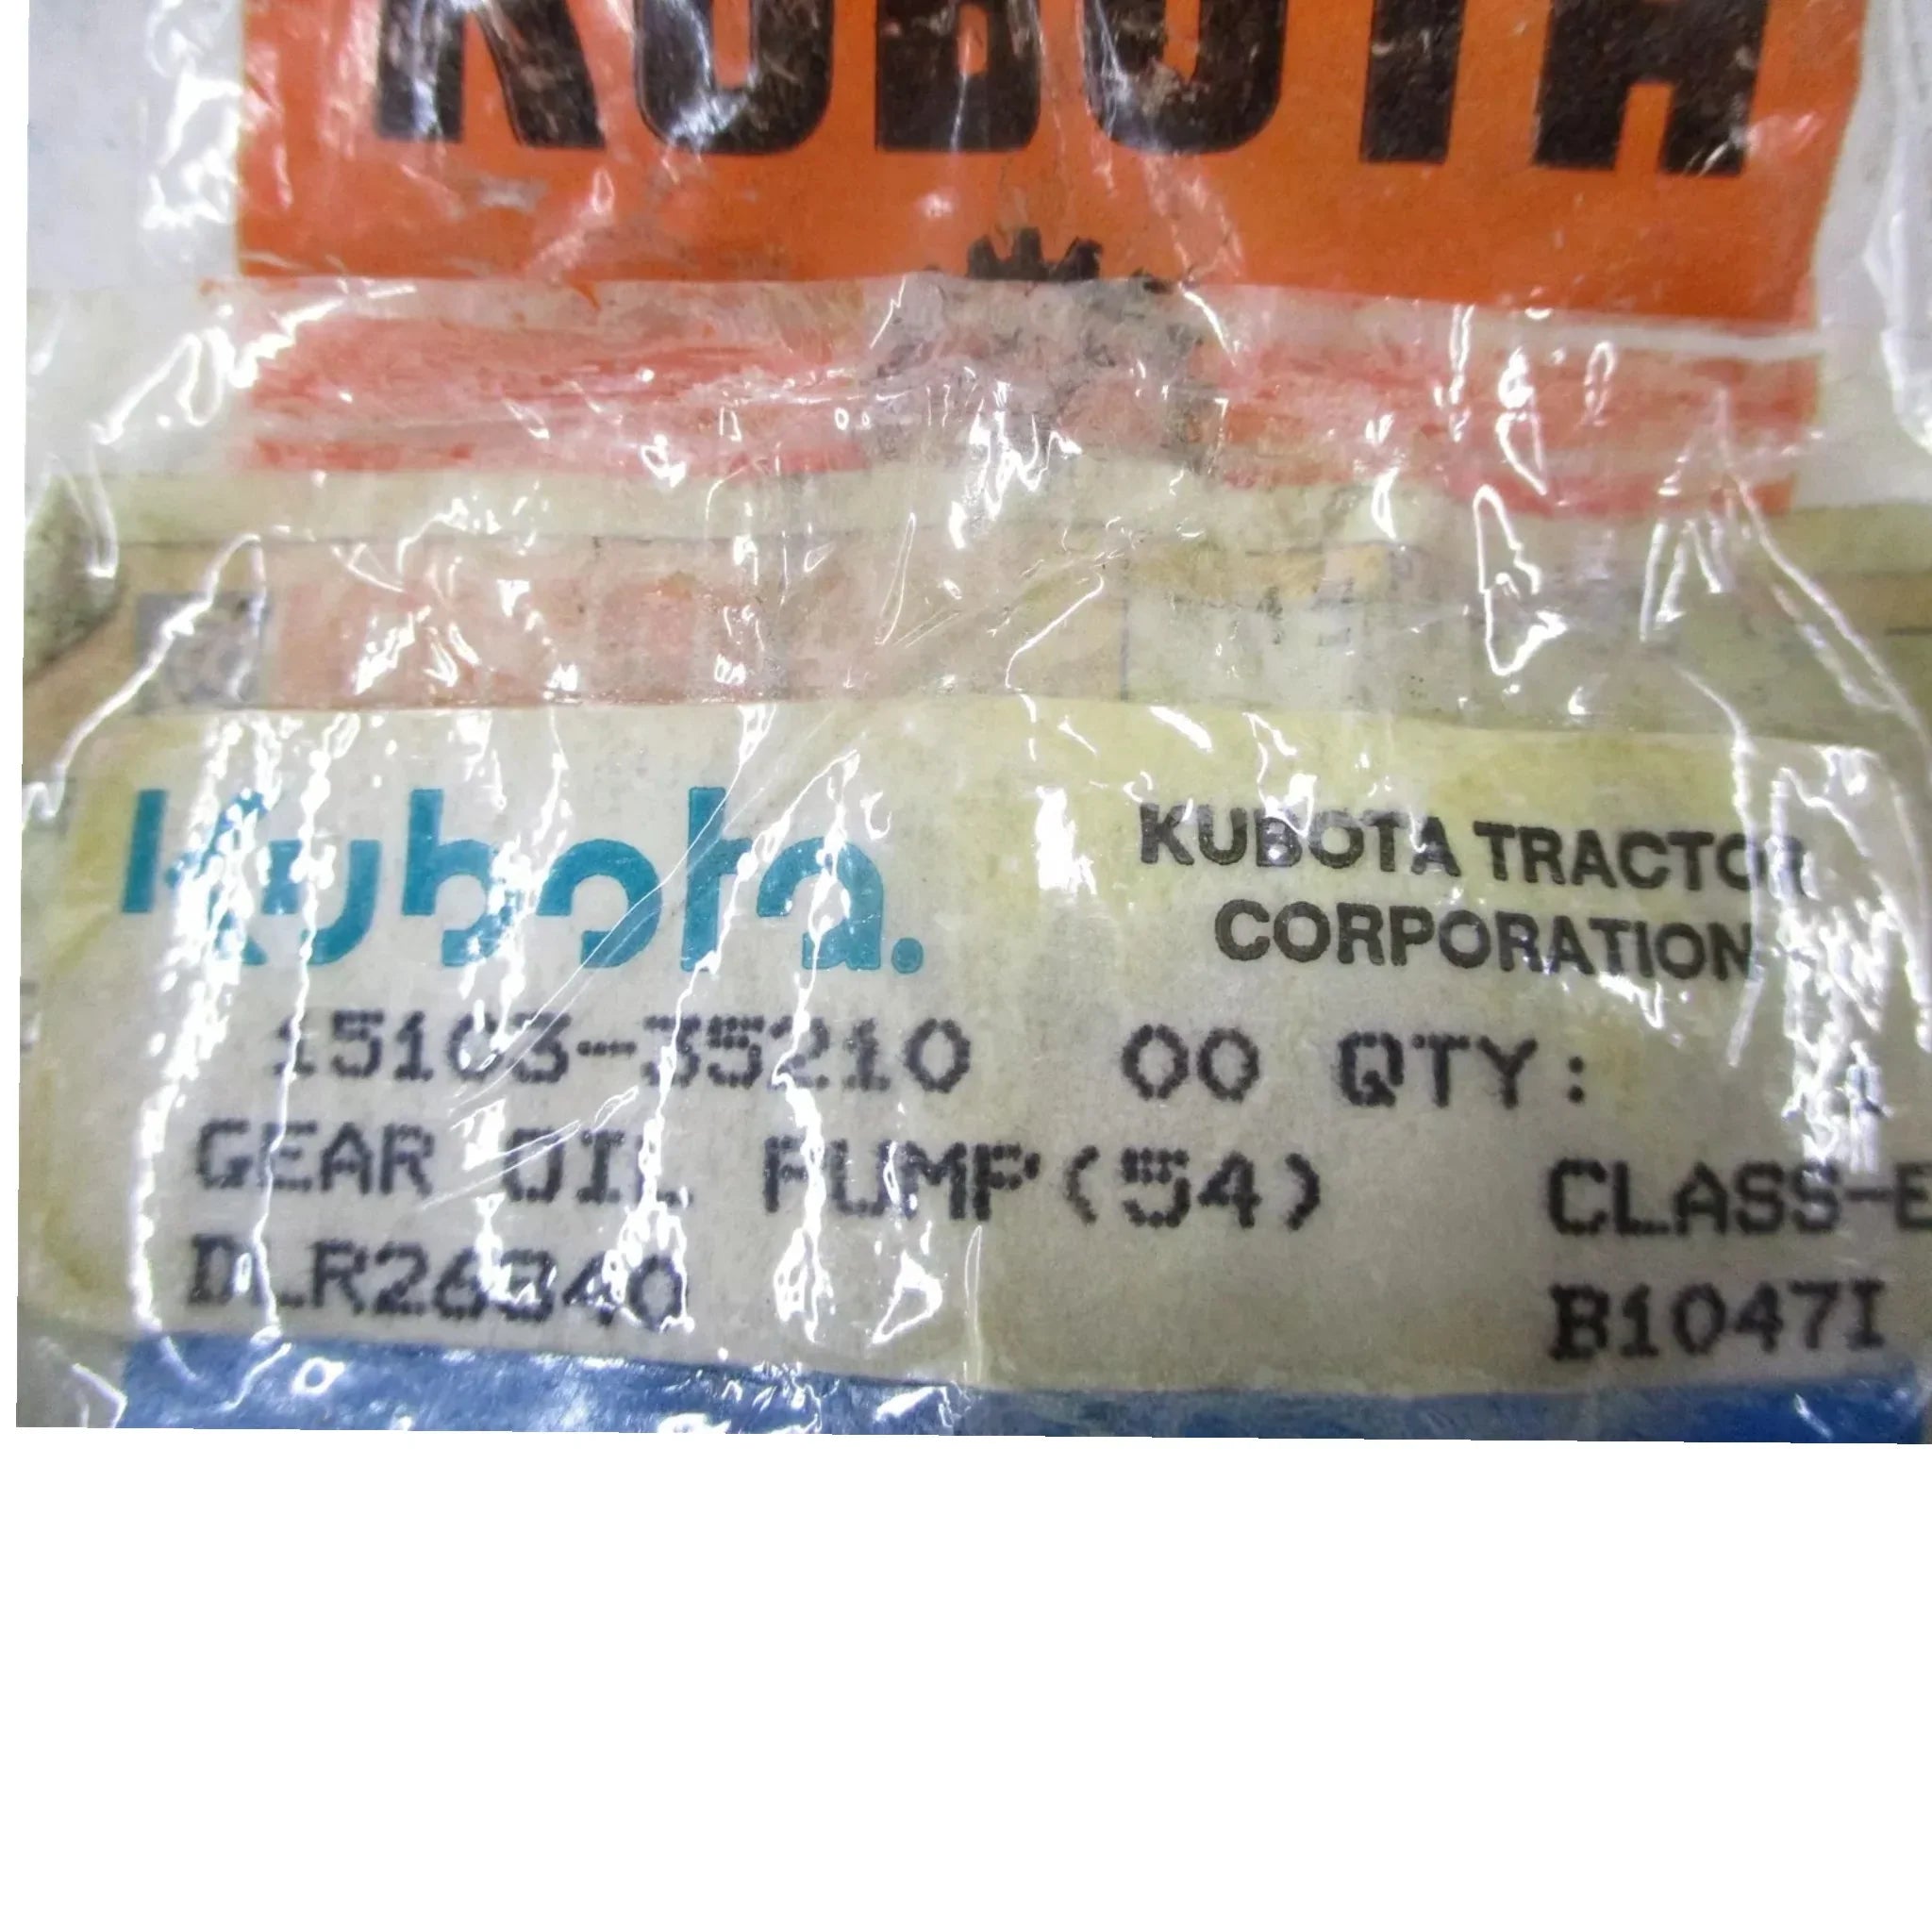 KUBOTA
Kubota.
KUBOTA TRACTOR
CORPORATION
15103-35210 00 QTY:
GEAR OIL PUMP(54) CLASS-E
DLR26340 B1047I